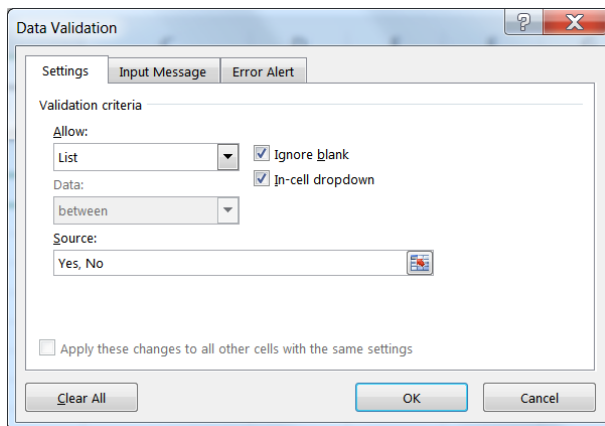 Data Validation
Settings Input Message Error Alert
Validation criteria
Allow:
List
Ignore blank
In-cell dropdown
Data:
between
Source:
Yes, No
Apply these changes to all other cells with the same settings
Clear All OK Cancel